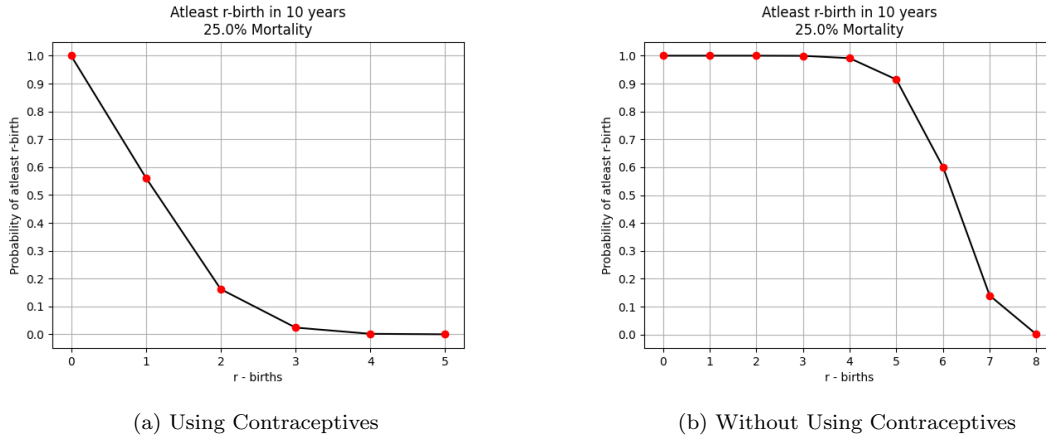 Atleast r-birth in 10 years
25.0% Mortality
1.0
0.9
0.8
0.7
0.6
0.5
0.4
0.3
0.2
0.1
0.0
Probability of atleast r-birth
0 1 2 3 4 5
r - births
(a) Using Contraceptives
Atleast r-birth in 10 years
25.0% Mortality
1.0
0.9
0.8
0.7
0.6
0.5
0.4
0.3
0.2
0.1
0.0
Probability of atleast r-birth
0 1 2 3 4 5 6 7 8
r - births
(b) Without Using Contraceptives